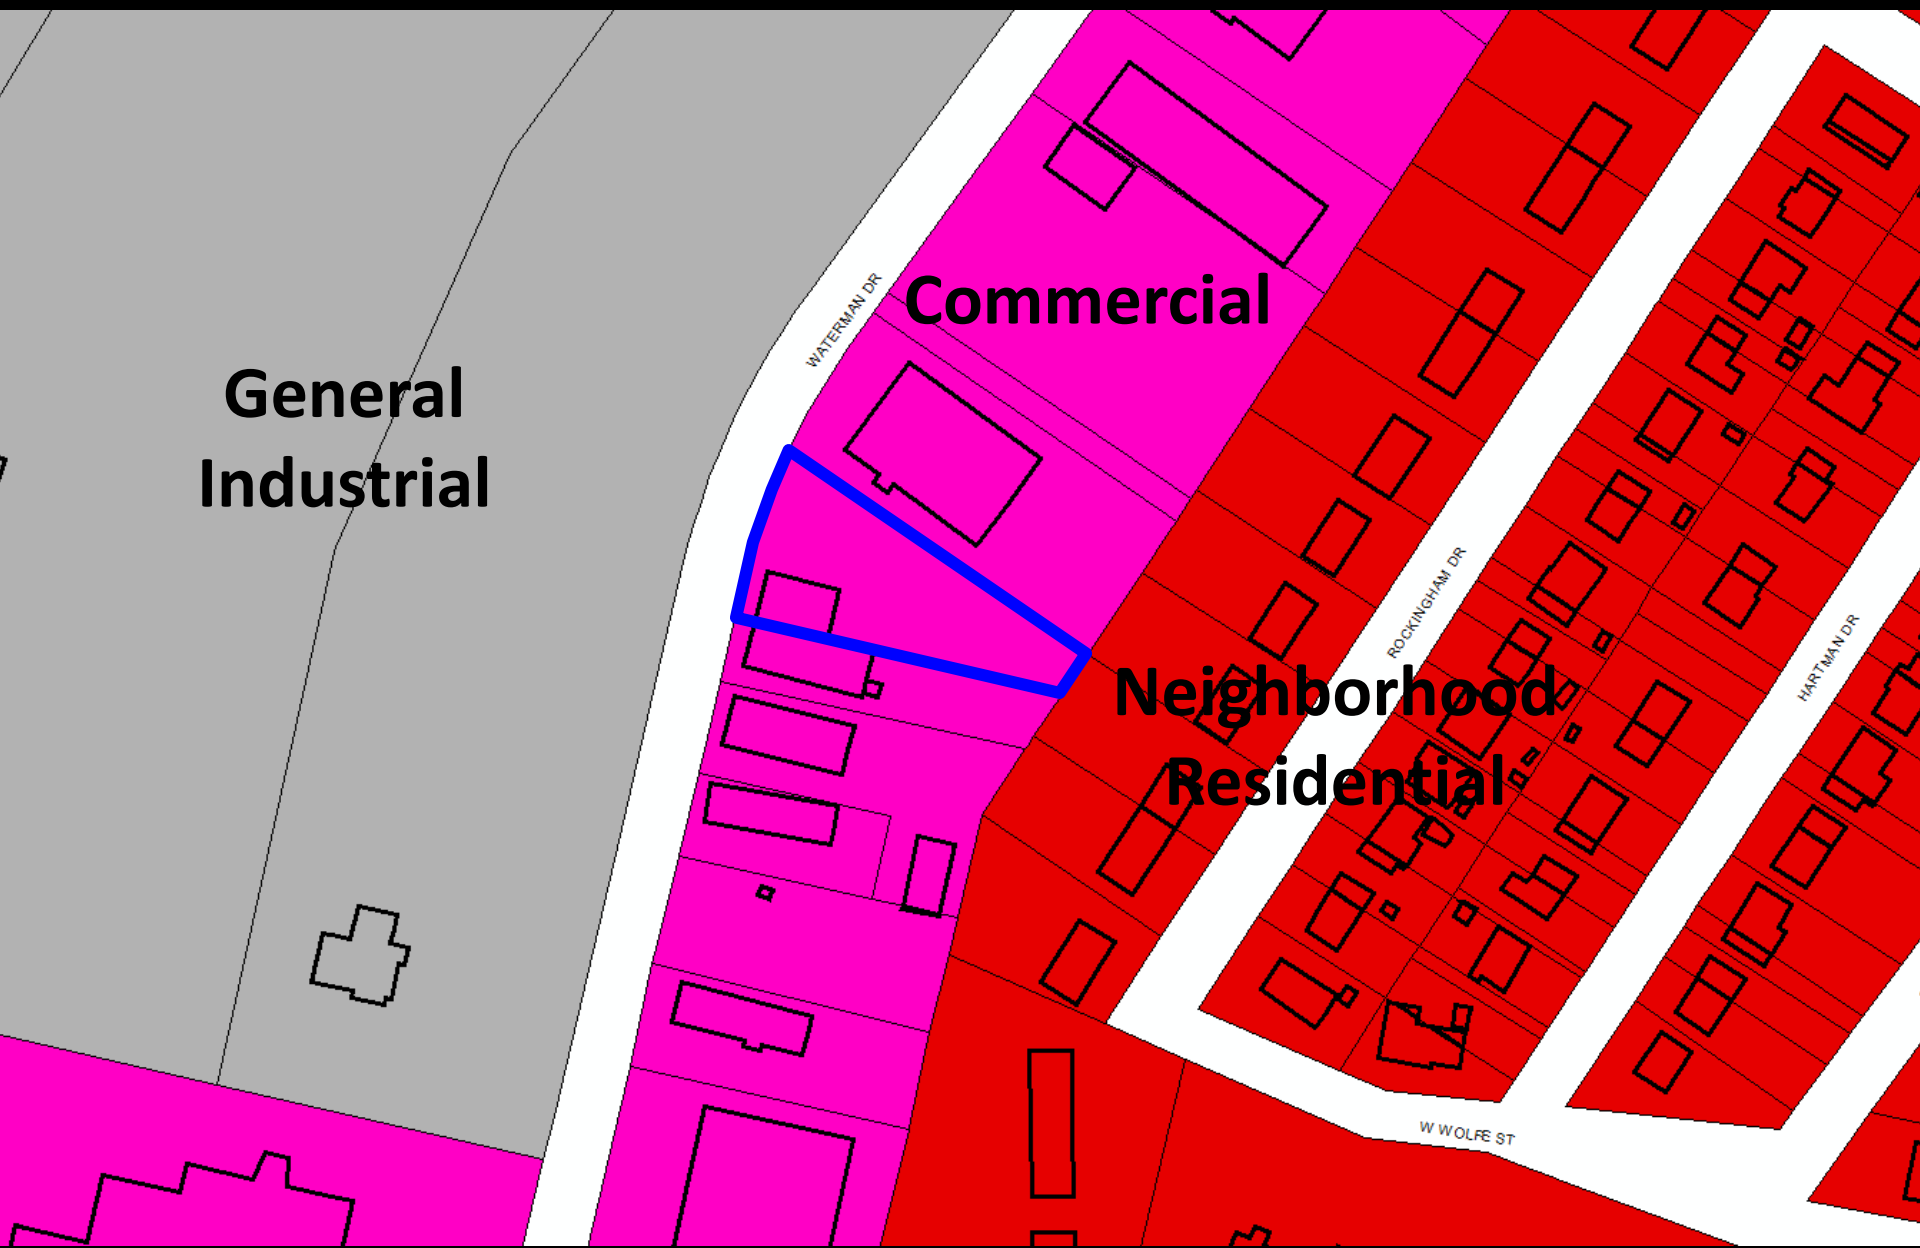 WATERMAN DR
Commercial
General
Industrial
ROCKINGHAM DR
HARTMAN DR
Neighborhood
Residential
W WOLFE ST